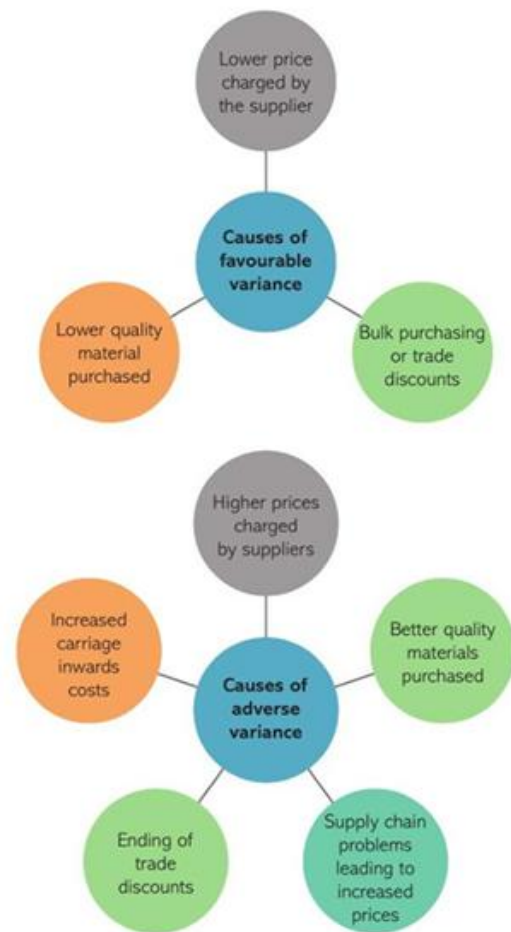 Lower price
charged by
the supplier
Causes of
favourable
variance
Lower quality
material
purchased
Bulk purchasing
or trade
discounts
Higher prices
charged
by suppliers
Increased
carriage
inwards
costs
Better quality
materials
purchased
Causes of
adverse
variance
Ending of
trade
discounts
Supply chain
problems
leading to
increased
prices